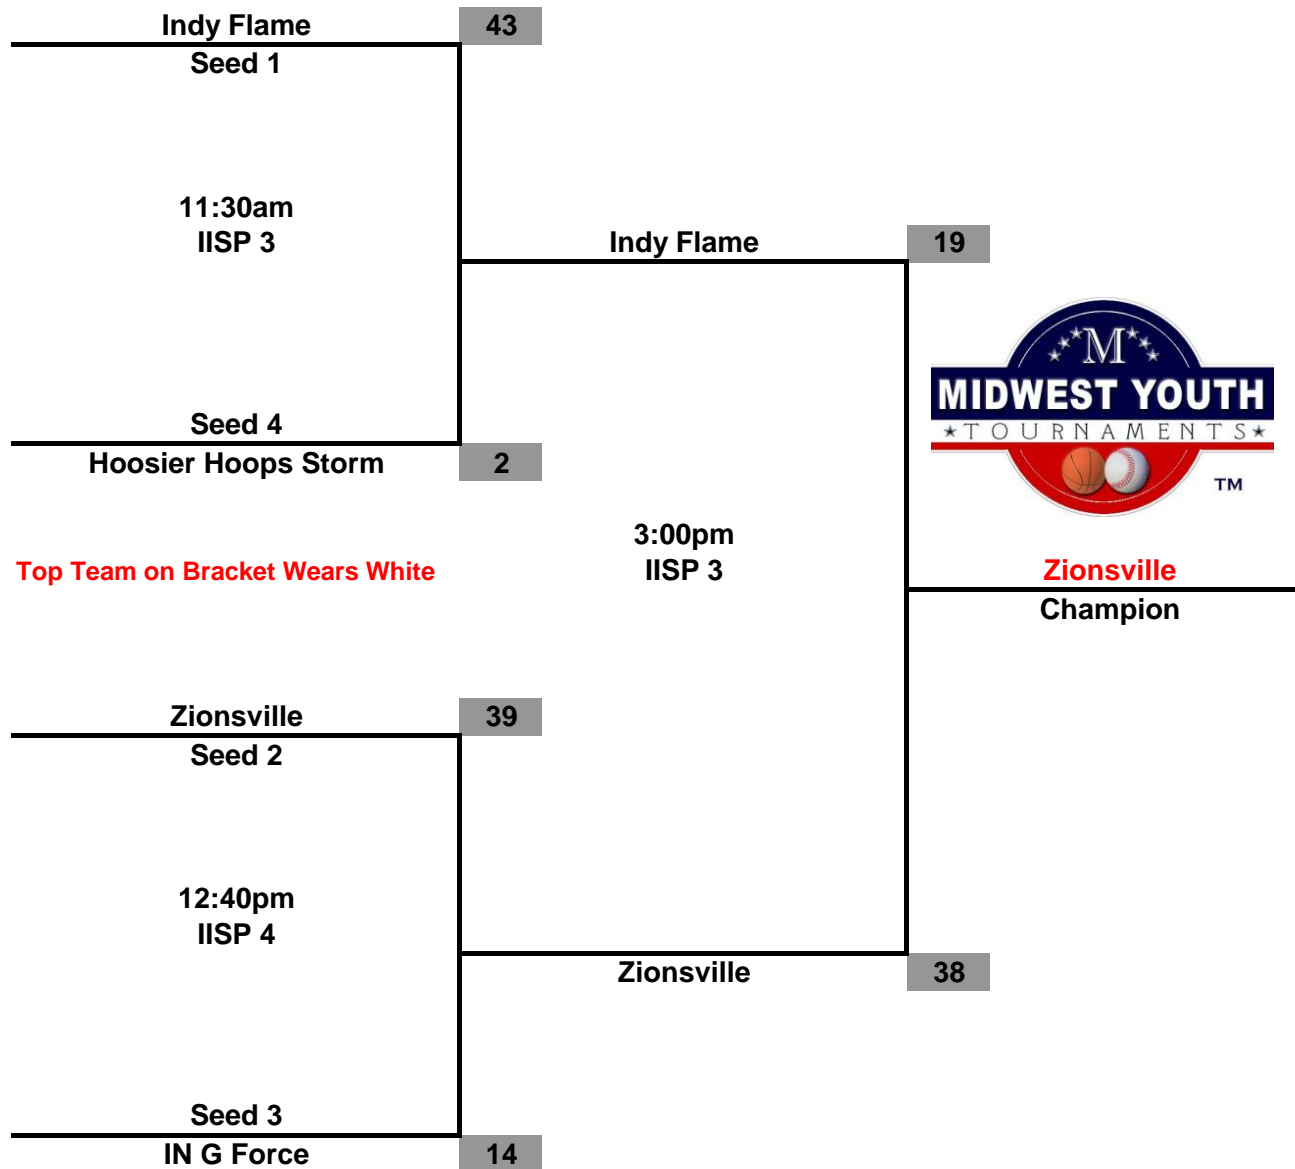 Indy Flame 43
Seed 1
11:30am
IISP 3
Indy Flame 19
M
MIDWEST YOUTH
TOURNAMENTS
TM
Seed 4
Hoosier Hoops Storm 2
3:00pm
IISP 3
Top Team on Bracket Wears White
Zionsville
Champion
Zionsville 39
Seed 2
12:40pm
IISP 4
Zionsville 38
Seed 3
IN G Force 14